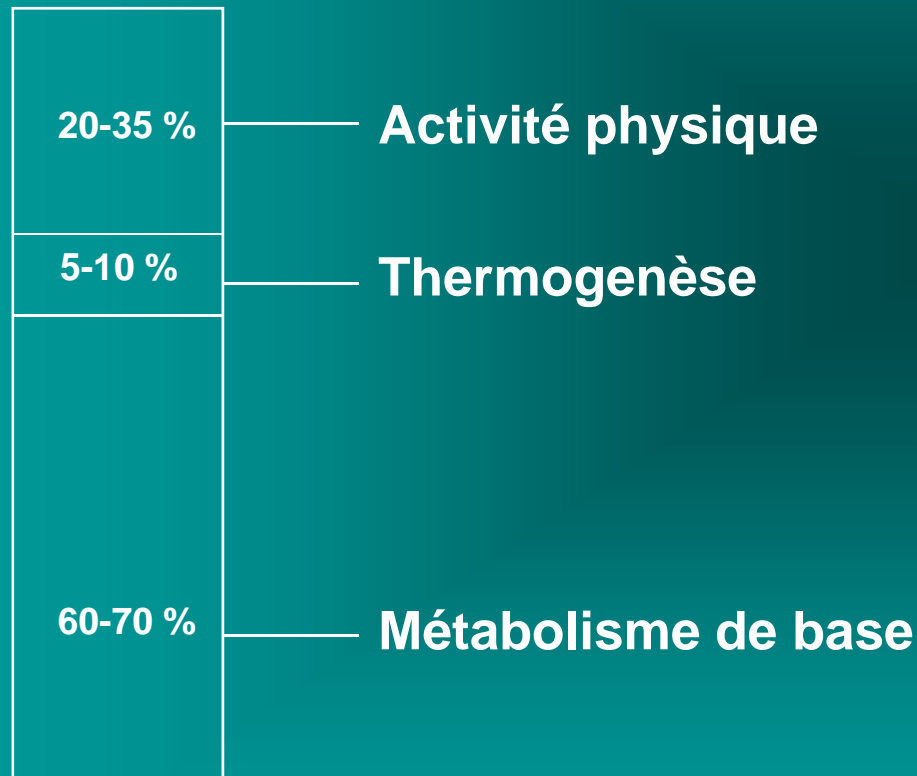 20-35 % Activité physique
5-10 % Thermogenèse
60-70 % Métabolisme de base